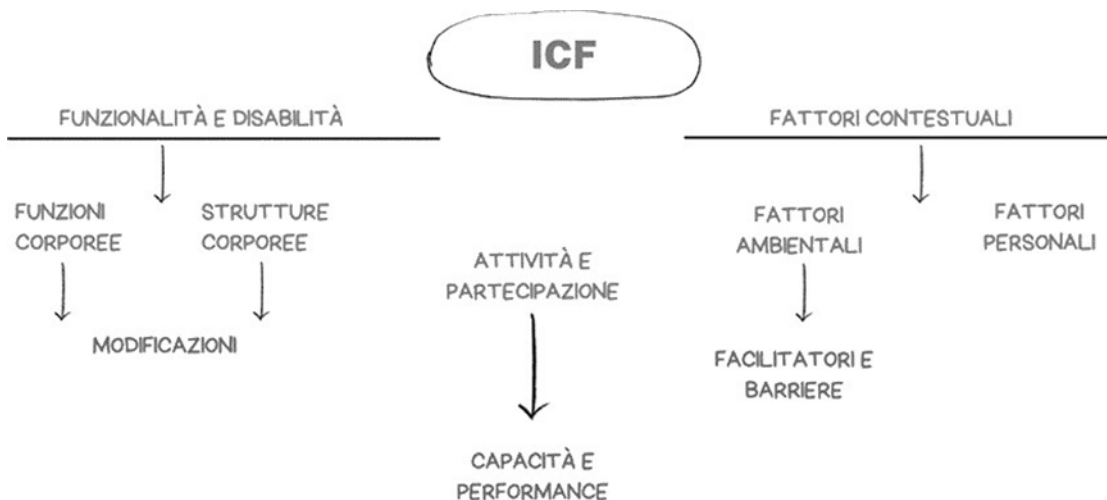 ICF
FUNZIONALITÀ E DISABILITÀ
FATTORI CONTESTUALI
FUNZIONI
CORPOREE
STRUTTURE
CORPOREE
MODIFICAZIONI
ATTIVITÀ E
PARTECIPAZIONE
CAPACITÀ E
PERFORMANCE
FATTORI
AMBIENTALI
FATTORI
PERSONALI
FACILITATORI E
BARRIERE